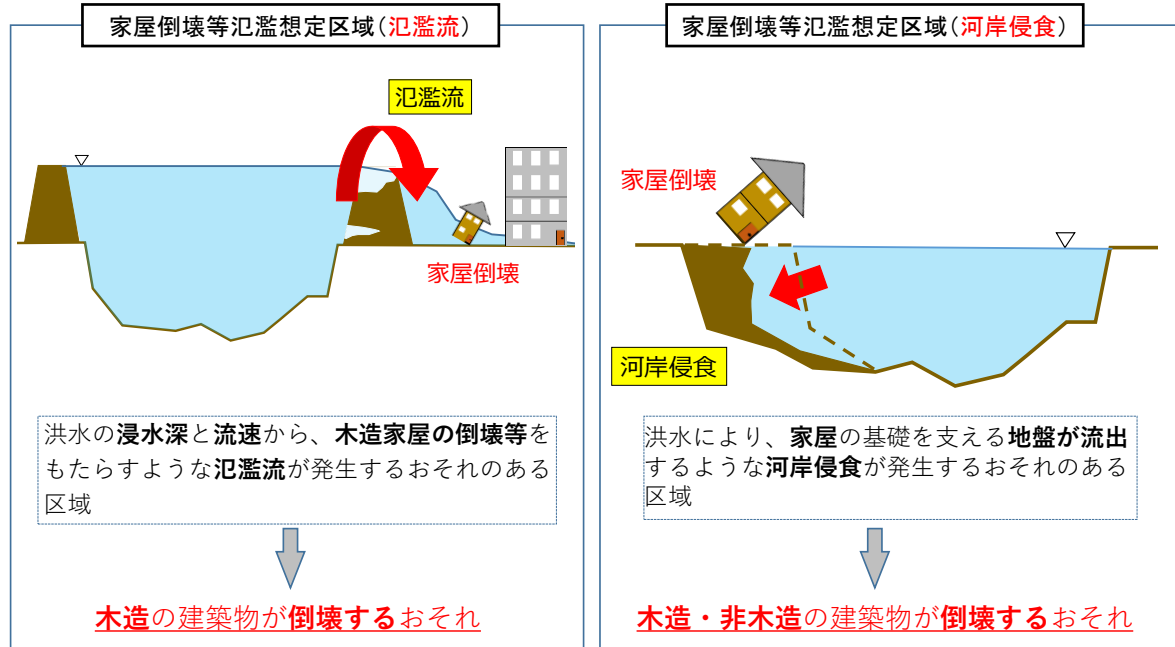 家屋倒壊等氾濫想定区域(氾濫流)
氾濫流
家屋倒壊
洪水の浸水深と流速から、木造家屋の倒壊等を
もたらすような氾濫流が発生するおそれのある
区域
木造の建築物が倒壊するおそれ
家屋倒壊等氾濫想定区域(河岸侵食)
家屋倒壊
河岸侵食
洪水により、家屋の基礎を支える地盤が流出
するような河岸侵食が発生するおそれのある
区域
木造・非木造の建築物が倒壊するおそれ